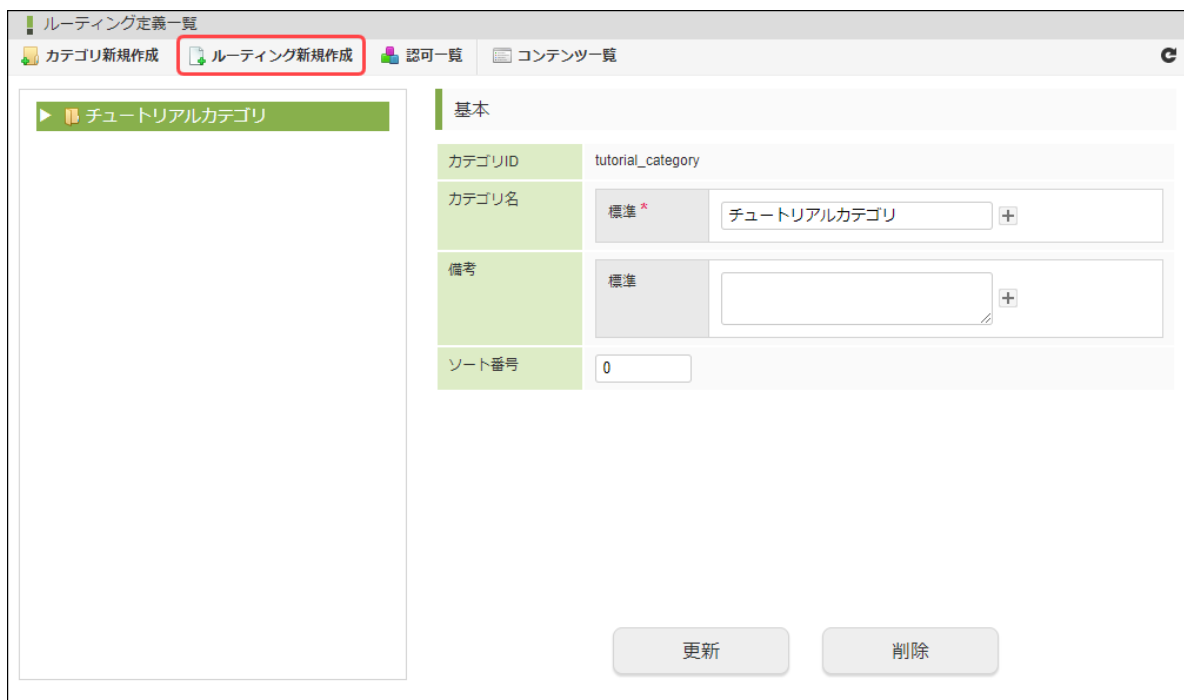 ルーティング定義一覧
カテゴリ新規作成 ルーティング新規作成 認可一覧 コンテンツ一覧
チュートリアルカテゴリ
基本
カテゴリID tutorial_category
カテゴリ名 標準* チュートリアルカテゴリ
備考 標準
ソート番号 0
更新 削除